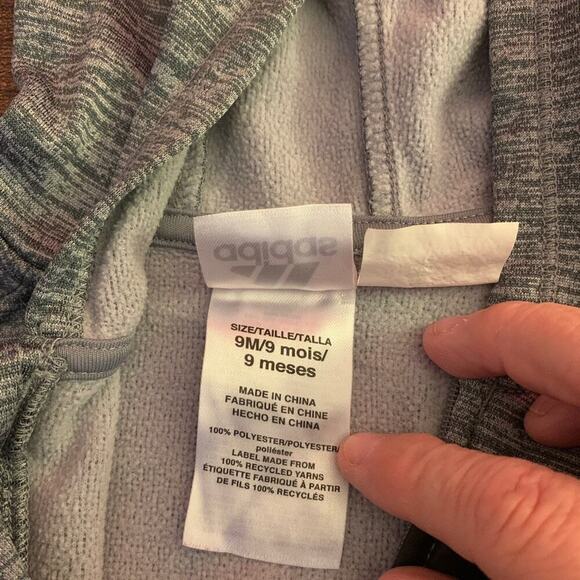 adidas
SIZE/TAILLE/TALLA
9M/9 mois/
9 meses
MADE IN CHINA
FABRIQUÉ EN CHINE
HECHO EN CHINA
100% POLYESTER/POLYESTER/
poliéster
LABEL MADE FROM
100% RECYCLED YARNS
ÉTIQUETTE FABRIQUÉ À PARTIR
DE FILS 100% RECYCLÉS